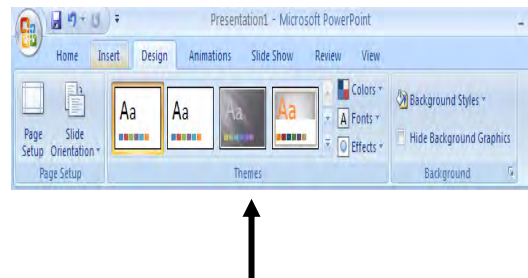 Presentation1 - Microsoft PowerPoint
Home Insert Design Animations Slide Show Review View
Aa Aa Aa Aa
Colors
Fonts
Effects
Background Styles
Hide Background Graphics
Page Setup
Slide Orientation
Page Setup Themes Background